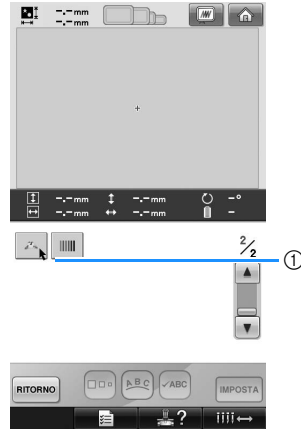 -.- mm
-.- mm
-.- mm -.- mm -°
-.- mm -.- mm -
2/2
①
RITORNO ABC ✓ABC IMPOSTA
?